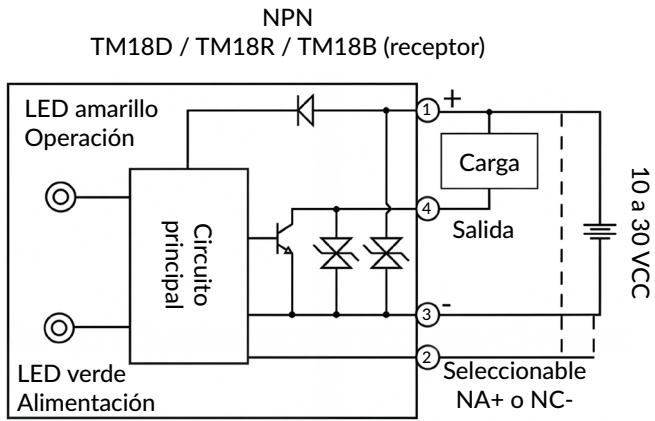 NPN
TM18D / TM18R / TM18B (receptor)
LED amarillo
Operación
1
+
Carga
10 a 30 VCC
4
Salida
Circuito
principal
3
-
2
LED verde
Alimentación
Seleccionable
NA+ o NC-